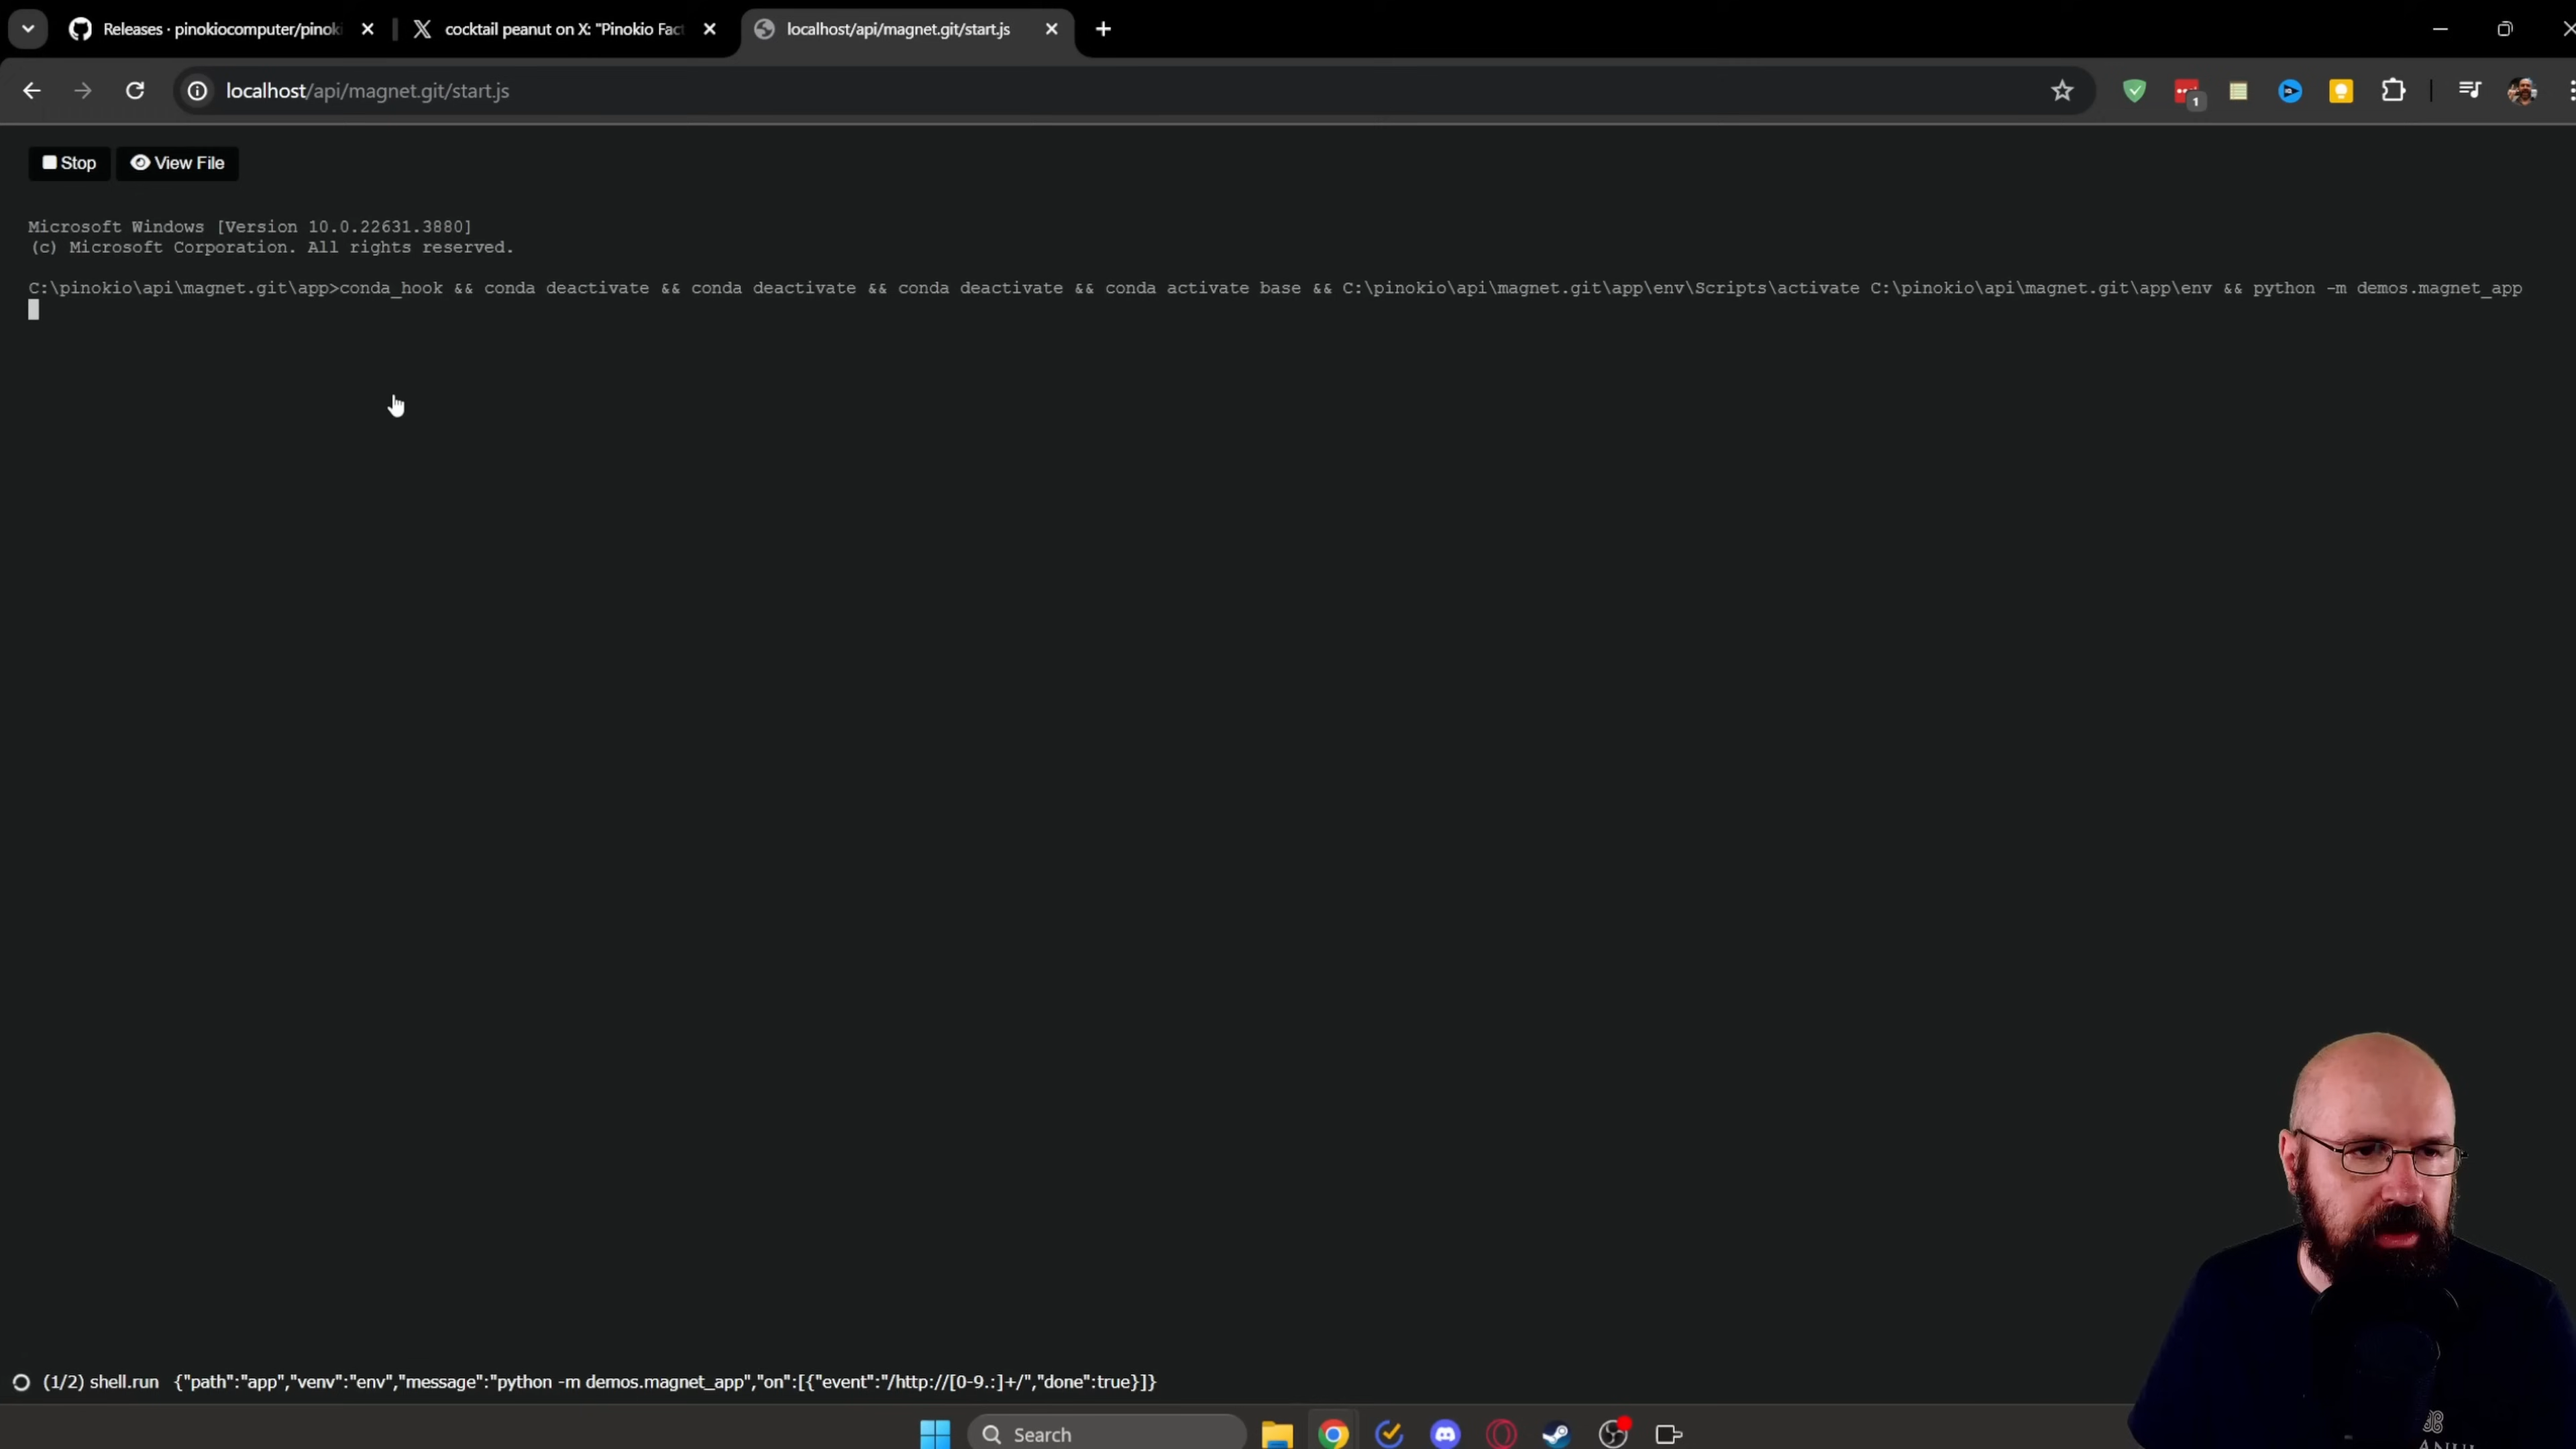 Releases · pinokiocomputer/pinoki
cocktail peanut on X: "Pinokio Fact
localhost/api/magnet.git/start.js
localhost/api/magnet.git/start.js
1
Stop
View File
Microsoft Windows [Version 10.0.22631.3880]
(c) Microsoft Corporation. All rights reserved.
C:\pinokio\api\magnet.git\app>conda_hook && conda deactivate && conda deactivate && conda deactivate && conda activate base && C:\pinokio\api\magnet.git\app\env\Scripts\activate C:\pinokio\api\magnet.git\app\env && python -m demos.magnet_app
(1/2) shell.run {"path":"app","venv":"env","message":"python -m demos.magnet_app","on":[{"event":"/http://[0-9.:]+/","done":true}]}
Search